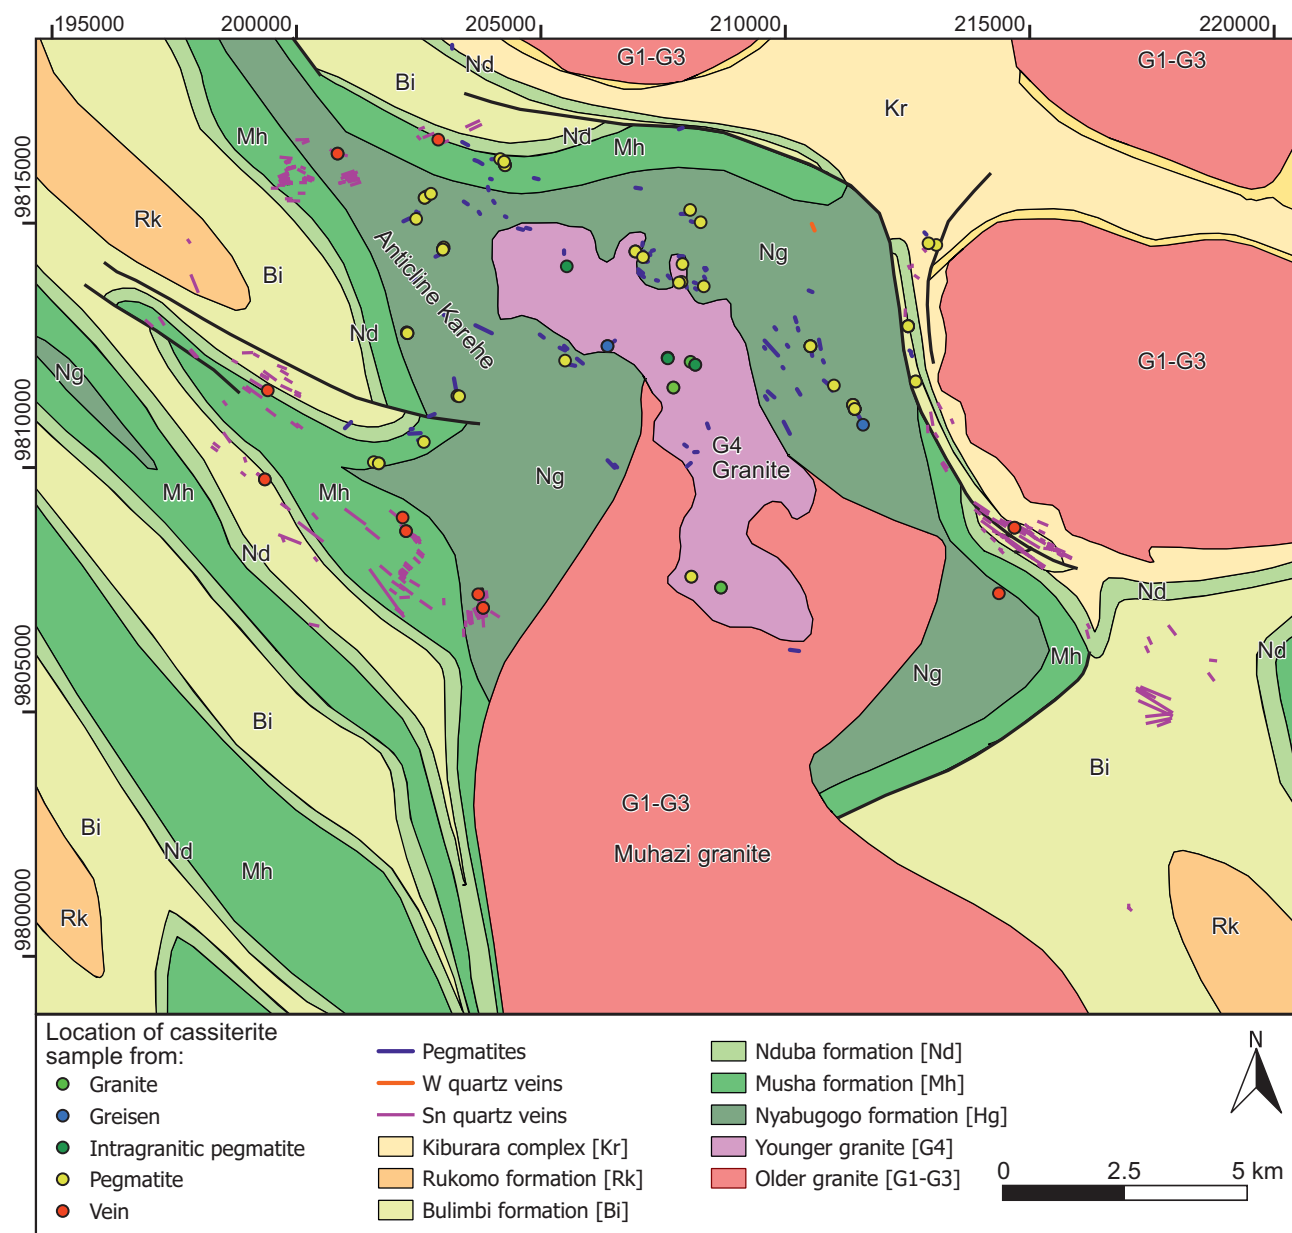 195000
200000
205000
210000
215000
220000
9815000
9810000
9805000
9800000
Nd
G1-G3
G1-G3
Bi
Kr
Mh
Nd
Mh
Rk
Anticline Karehe
Ng
Bi
Nd
G1-G3
Ng
G4
Granite
Ng
Mh
Mh
Nd
Nd
Mh
Nd
Ng
Bi
Bi
G1-G3
Bi
Nd
Mh
Muhazi granite
Rk
Rk
Location of cassiterite
sample from:
Granite
Greisen
Intragranitic pegmatite
Pegmatite
Vein
Pegmatites
W quartz veins
Sn quartz veins
Kiburara complex [Kr]
Rukomo formation [Rk]
Bulimbi formation [Bi]
Nduba formation [Nd]
Musha formation [Mh]
Nyabugogo formation [Hg]
Younger granite [G4]
Older granite [G1-G3]
N
0 2.5 5 km